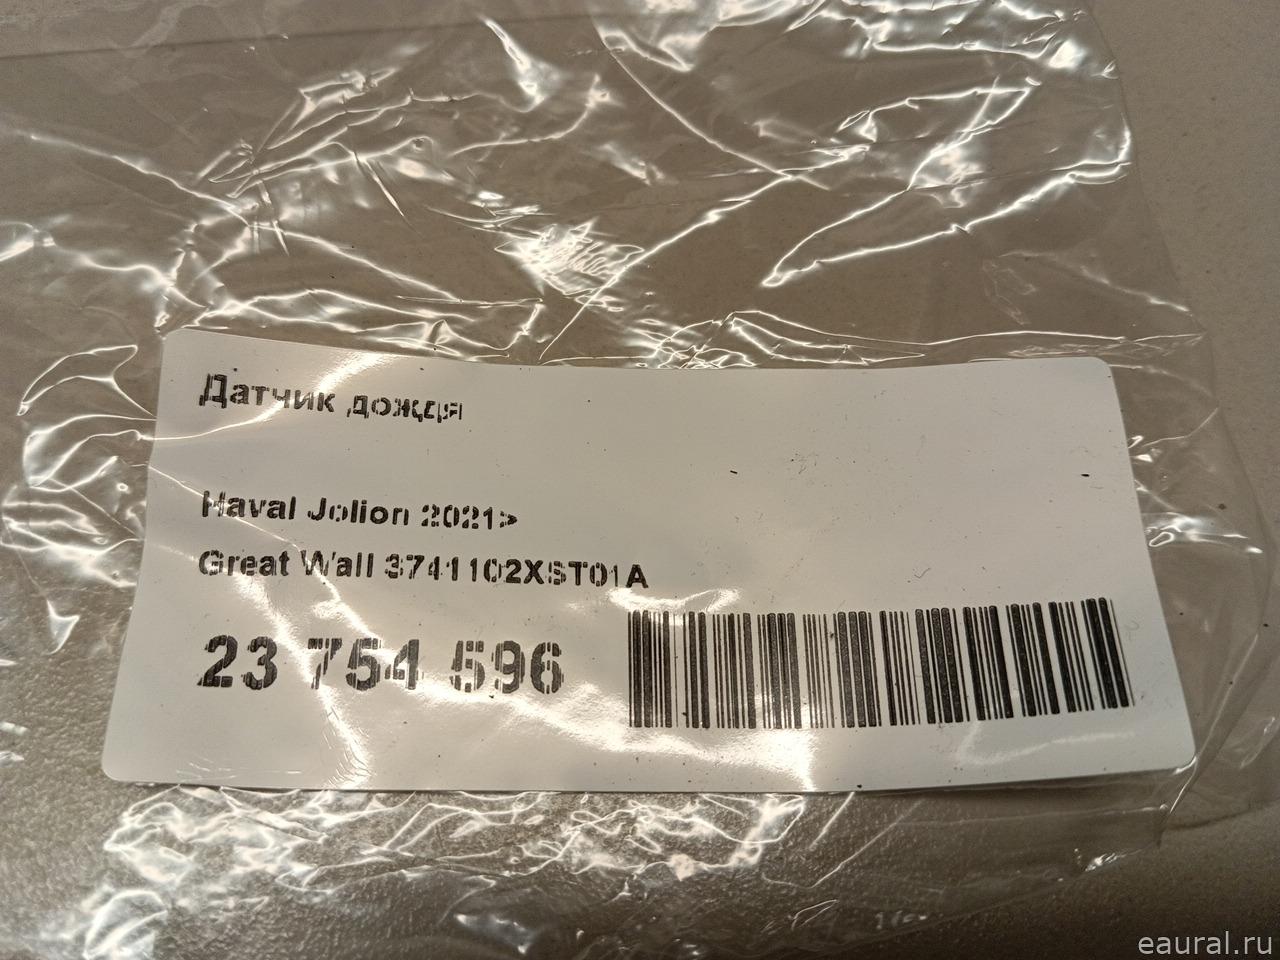 Датчик дождя
Haval Jolion 2021>
Great Wall 3741102XST01A
23 754 596
eaural.ru